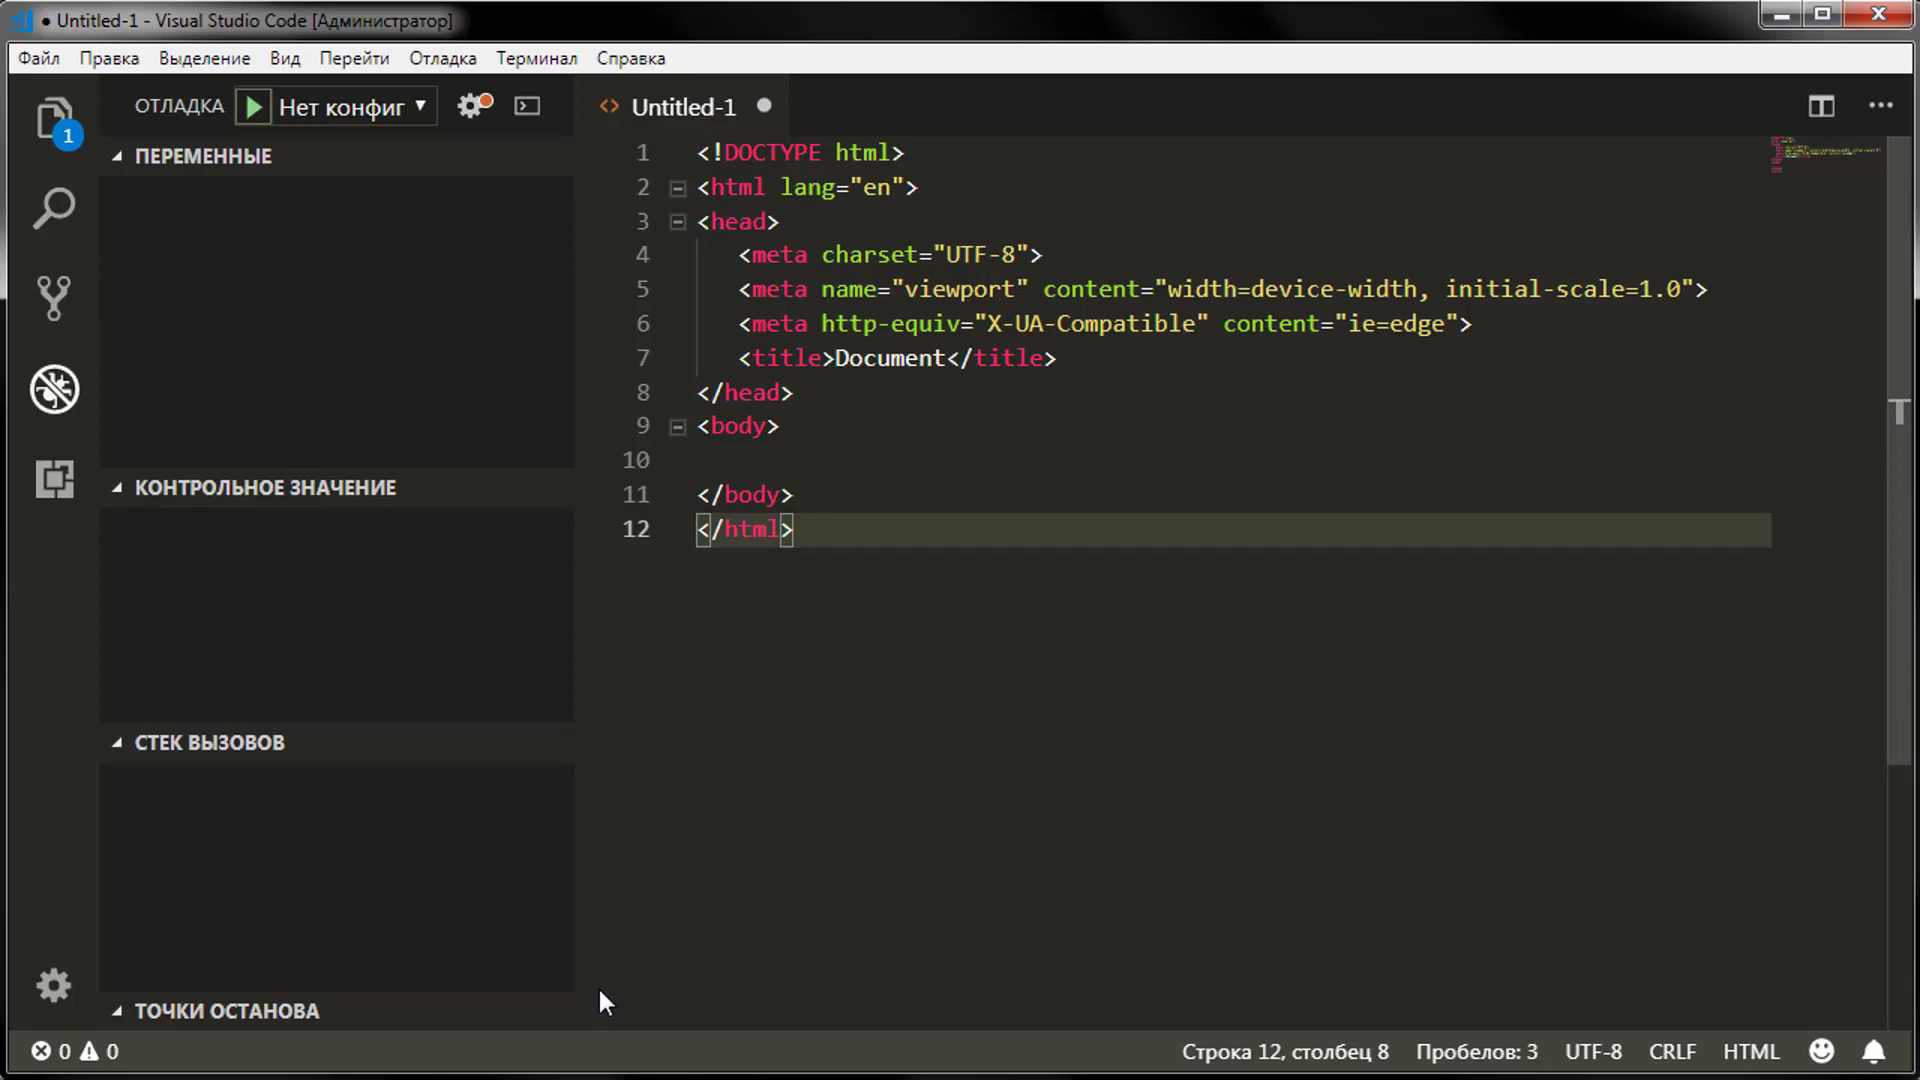 ● Untitled-1 - Visual Studio Code [Администратор]
Файл Правка Выделение Вид Перейти Отладка Терминал Справка
ОТЛАДКА Нет конфиг
Untitled-1
1
ПЕРЕМЕННЫЕ
КОНТРОЛЬНОЕ ЗНАЧЕНИЕ
СТЕК ВЫЗОВОВ
ТОЧКИ ОСТАНОВА
1 <!DOCTYPE html>
2 <html lang="en">
3 <head>
4 <meta charset="UTF-8">
5 <meta name="viewport" content="width=device-width, initial-scale=1.0">
6 <meta http-equiv="X-UA-Compatible" content="ie=edge">
7 <title>Document</title>
8 </head>
9 <body>
10
11 </body>
12 </html>
0 0 Строка 12, столбец 8 Пробелов: 3 UTF-8 CRLF HTML